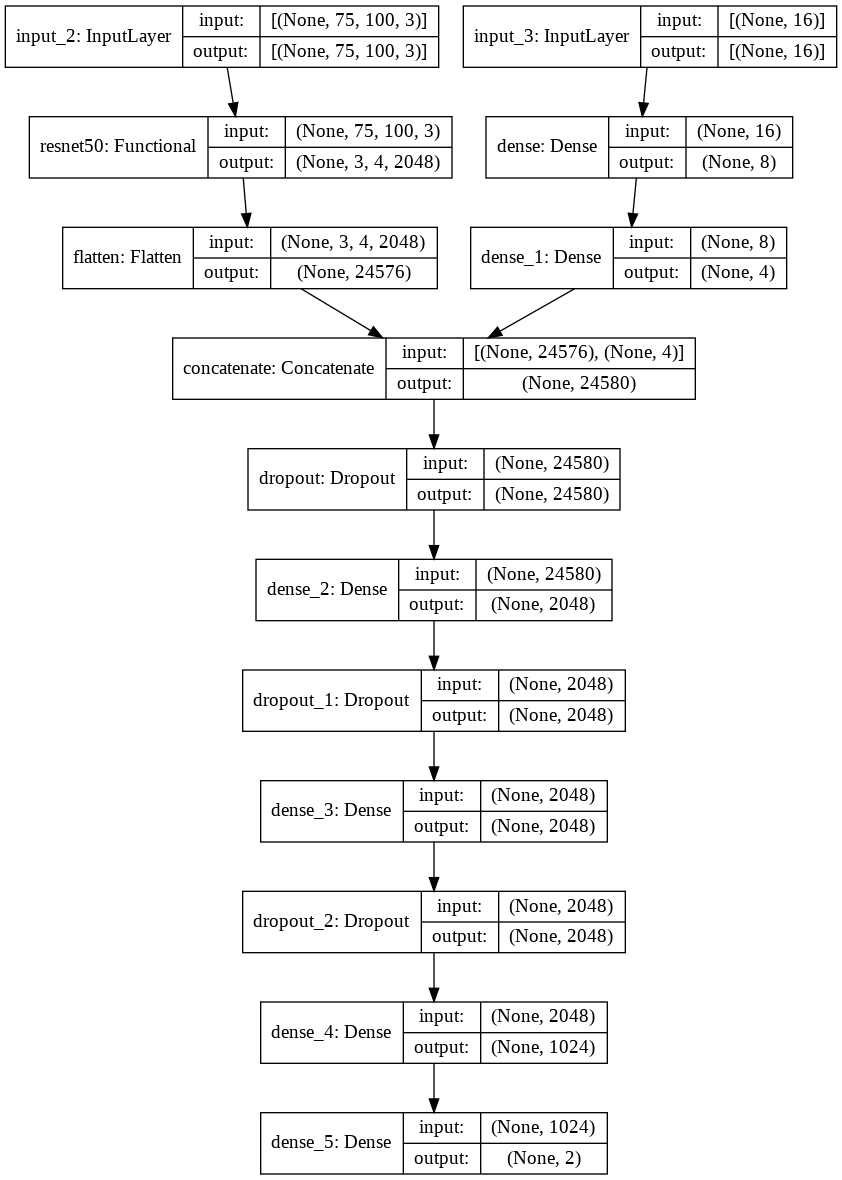 input_2: InputLayer
input: [(None, 75, 100, 3)]
output: [(None, 75, 100, 3)]
input_3: InputLayer
input: [(None, 16)]
output: [(None, 16)]
resnet50: Functional
input: (None, 75, 100, 3)
output: (None, 3, 4, 2048)
dense: Dense
input: (None, 16)
output: (None, 8)
flatten: Flatten
input: (None, 3, 4, 2048)
output: (None, 24576)
dense_1: Dense
input: (None, 8)
output: (None, 4)
concatenate: Concatenate
input: [(None, 24576), (None, 4)]
output: (None, 24580)
dropout: Dropout
input: (None, 24580)
output: (None, 24580)
dense_2: Dense
input: (None, 24580)
output: (None, 2048)
dropout_1: Dropout
input: (None, 2048)
output: (None, 2048)
dense_3: Dense
input: (None, 2048)
output: (None, 2048)
dropout_2: Dropout
input: (None, 2048)
output: (None, 2048)
dense_4: Dense
input: (None, 2048)
output: (None, 1024)
dense_5: Dense
input: (None, 1024)
output: (None, 2)